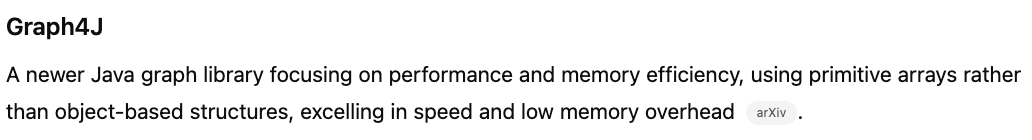 Graph4J
A newer Java graph library focusing on performance and memory efficiency, using primitive arrays rather
than object-based structures, excelling in speed and low memory overhead arXiv .